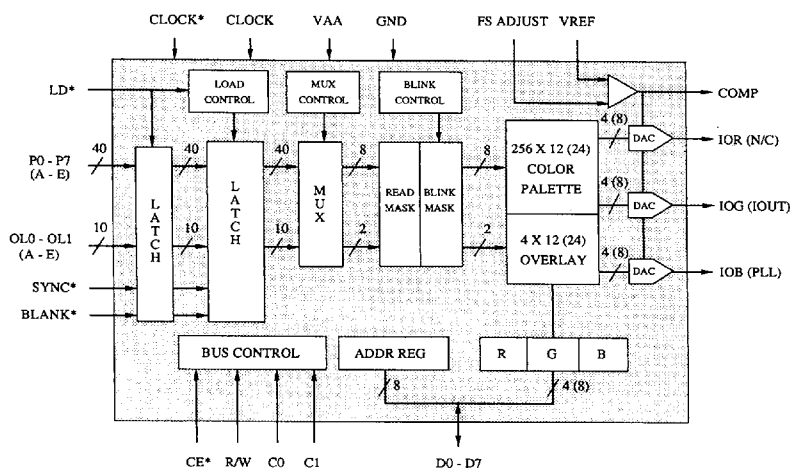 CLOCK* CLOCK VAA GND FS ADJUST VREF
LD*
LOAD CONTROL
MUX CONTROL
BLINK CONTROL
COMP
P0 - P7
(A - E)
40
LATCH
40
LATCH
40
MUX
8
READ MASK
BLINK MASK
8
256 X 12 (24)
COLOR
PALETTE
4 (8)
DAC
IOR (N/C)
4 (8)
DAC
IOG (IOUT)
OL0 - OL1
(A - E)
10
10
10
2
2
4 X 12 (24)
OVERLAY
4 (8)
DAC
IOB (PLL)
SYNC*
BLANK*
BUS CONTROL
ADDR REG
R G B
8
4 (8)
CE* R/W C0 C1 D0 - D7